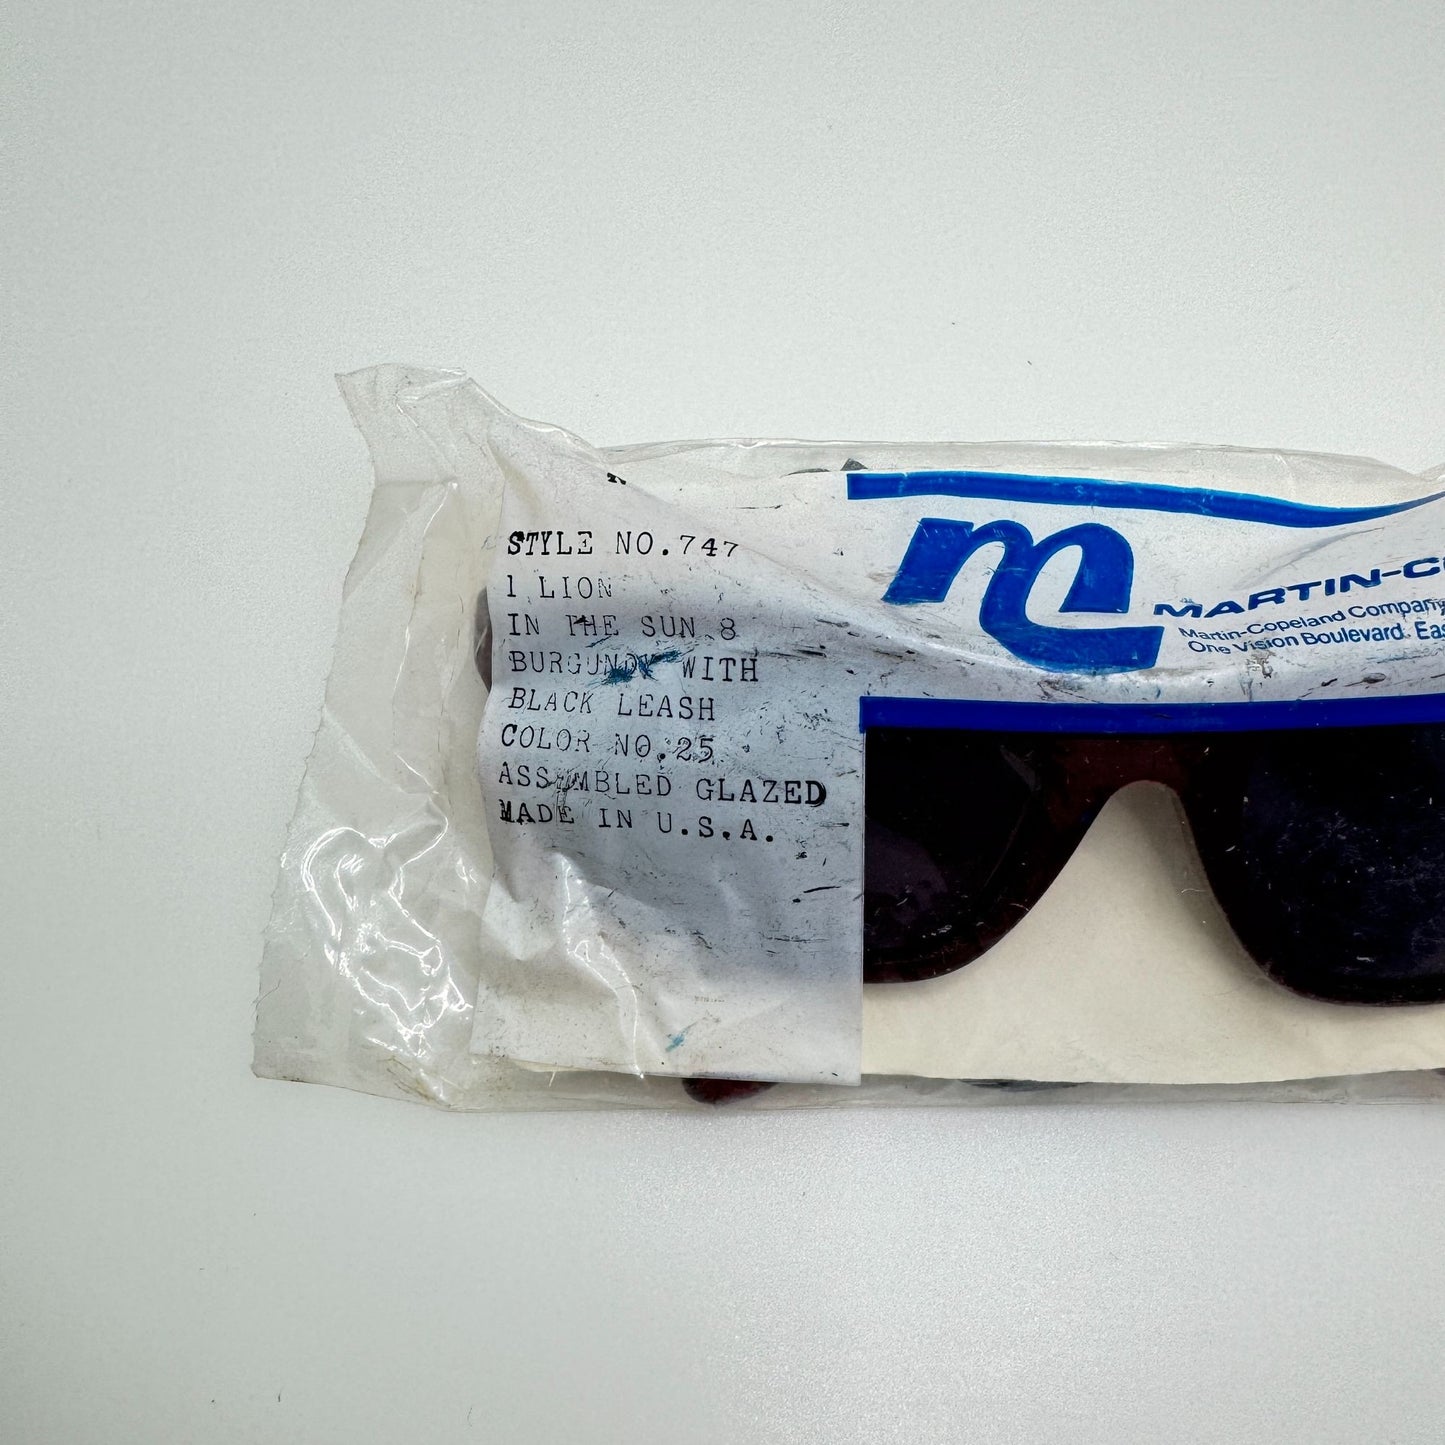 STYLE NO.747
1 LION
IN THE SUN 8
BURGUNDY WITH
BLACK LEASH
COLOR NO.25
ASSEMBLED GLAZED
MADE IN U.S.A.
mc
MARTIN-C
Martin-Copeland Company
One Vision Boulevard. Eas